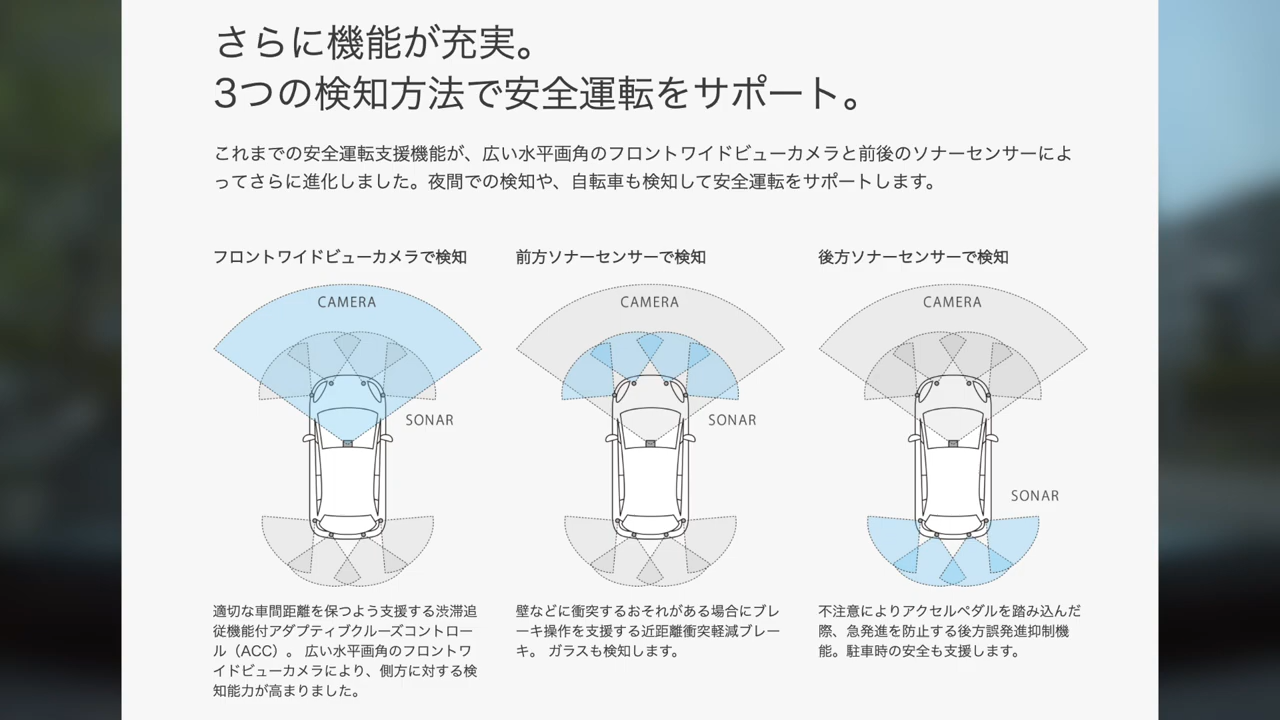 さらに機能が充実。
3つの検知方法で安全運転をサポート。
これまでの安全運転支援機能が、広い水平画角のフロントワイドビューカメラと前後のソナーセンサーによ
ってさらに進化しました。夜間での検知や、自転車も検知して安全運転をサポートします。
フロントワイドビューカメラで検知
CAMERA
SONAR
適切な車間距離を保つよう支援する渋滞追
従機能付アダプティブクルーズコントロー
ル（ACC）。 広い水平画角のフロントワ
イドビューカメラにより、側方に対する検
知能力が高まりました。
前方ソナーセンサーで検知
CAMERA
SONAR
壁などに衝突するおそれがある場合にブレ
ーキ操作を支援する近距離衝突軽減ブレー
キ。 ガラスも検知します。
後方ソナーセンサーで検知
CAMERA
SONAR
不注意によりアクセルペダルを踏み込んだ
際、急発進を防止する後方誤発進抑制機
能。駐車時の安全も支援します。